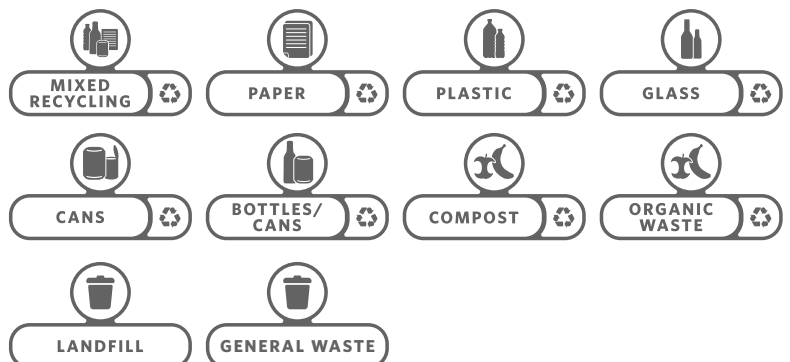 MIXED
RECYCLING
PAPER
PLASTIC
GLASS
CANS
BOTTLES/
CANS
COMPOST
ORGANIC
WASTE
LANDFILL
GENERAL WASTE